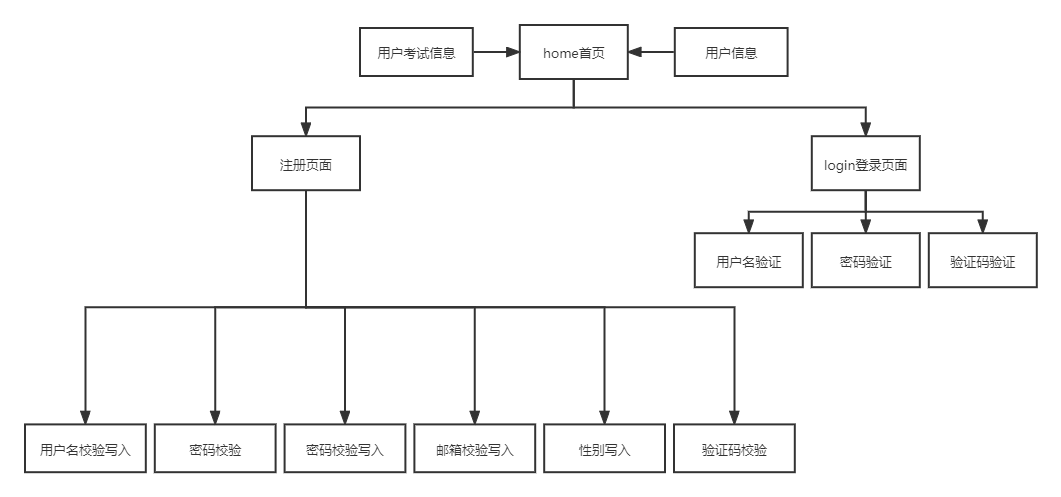 用户考试信息
home首页
用户信息
注册页面
login登录页面
用户名验证
密码验证
验证码验证
用户名校验写入
密码校验
密码校验写入
邮箱校验写入
性别写入
验证码校验